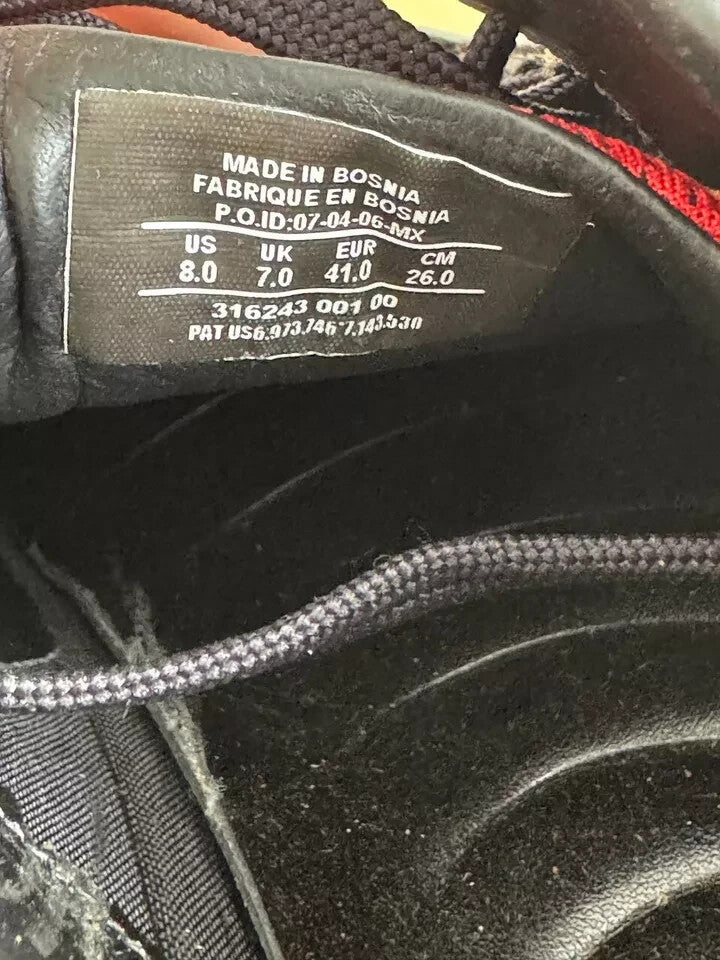 MADE IN BOSNIA
FABRIQUE EN BOSNIA
P.O.ID:07-04-06-MX
US UK EUR CM
8.0 7.0 41.0 26.0
316243 001 00
PAT US6.973.746*7.143.530